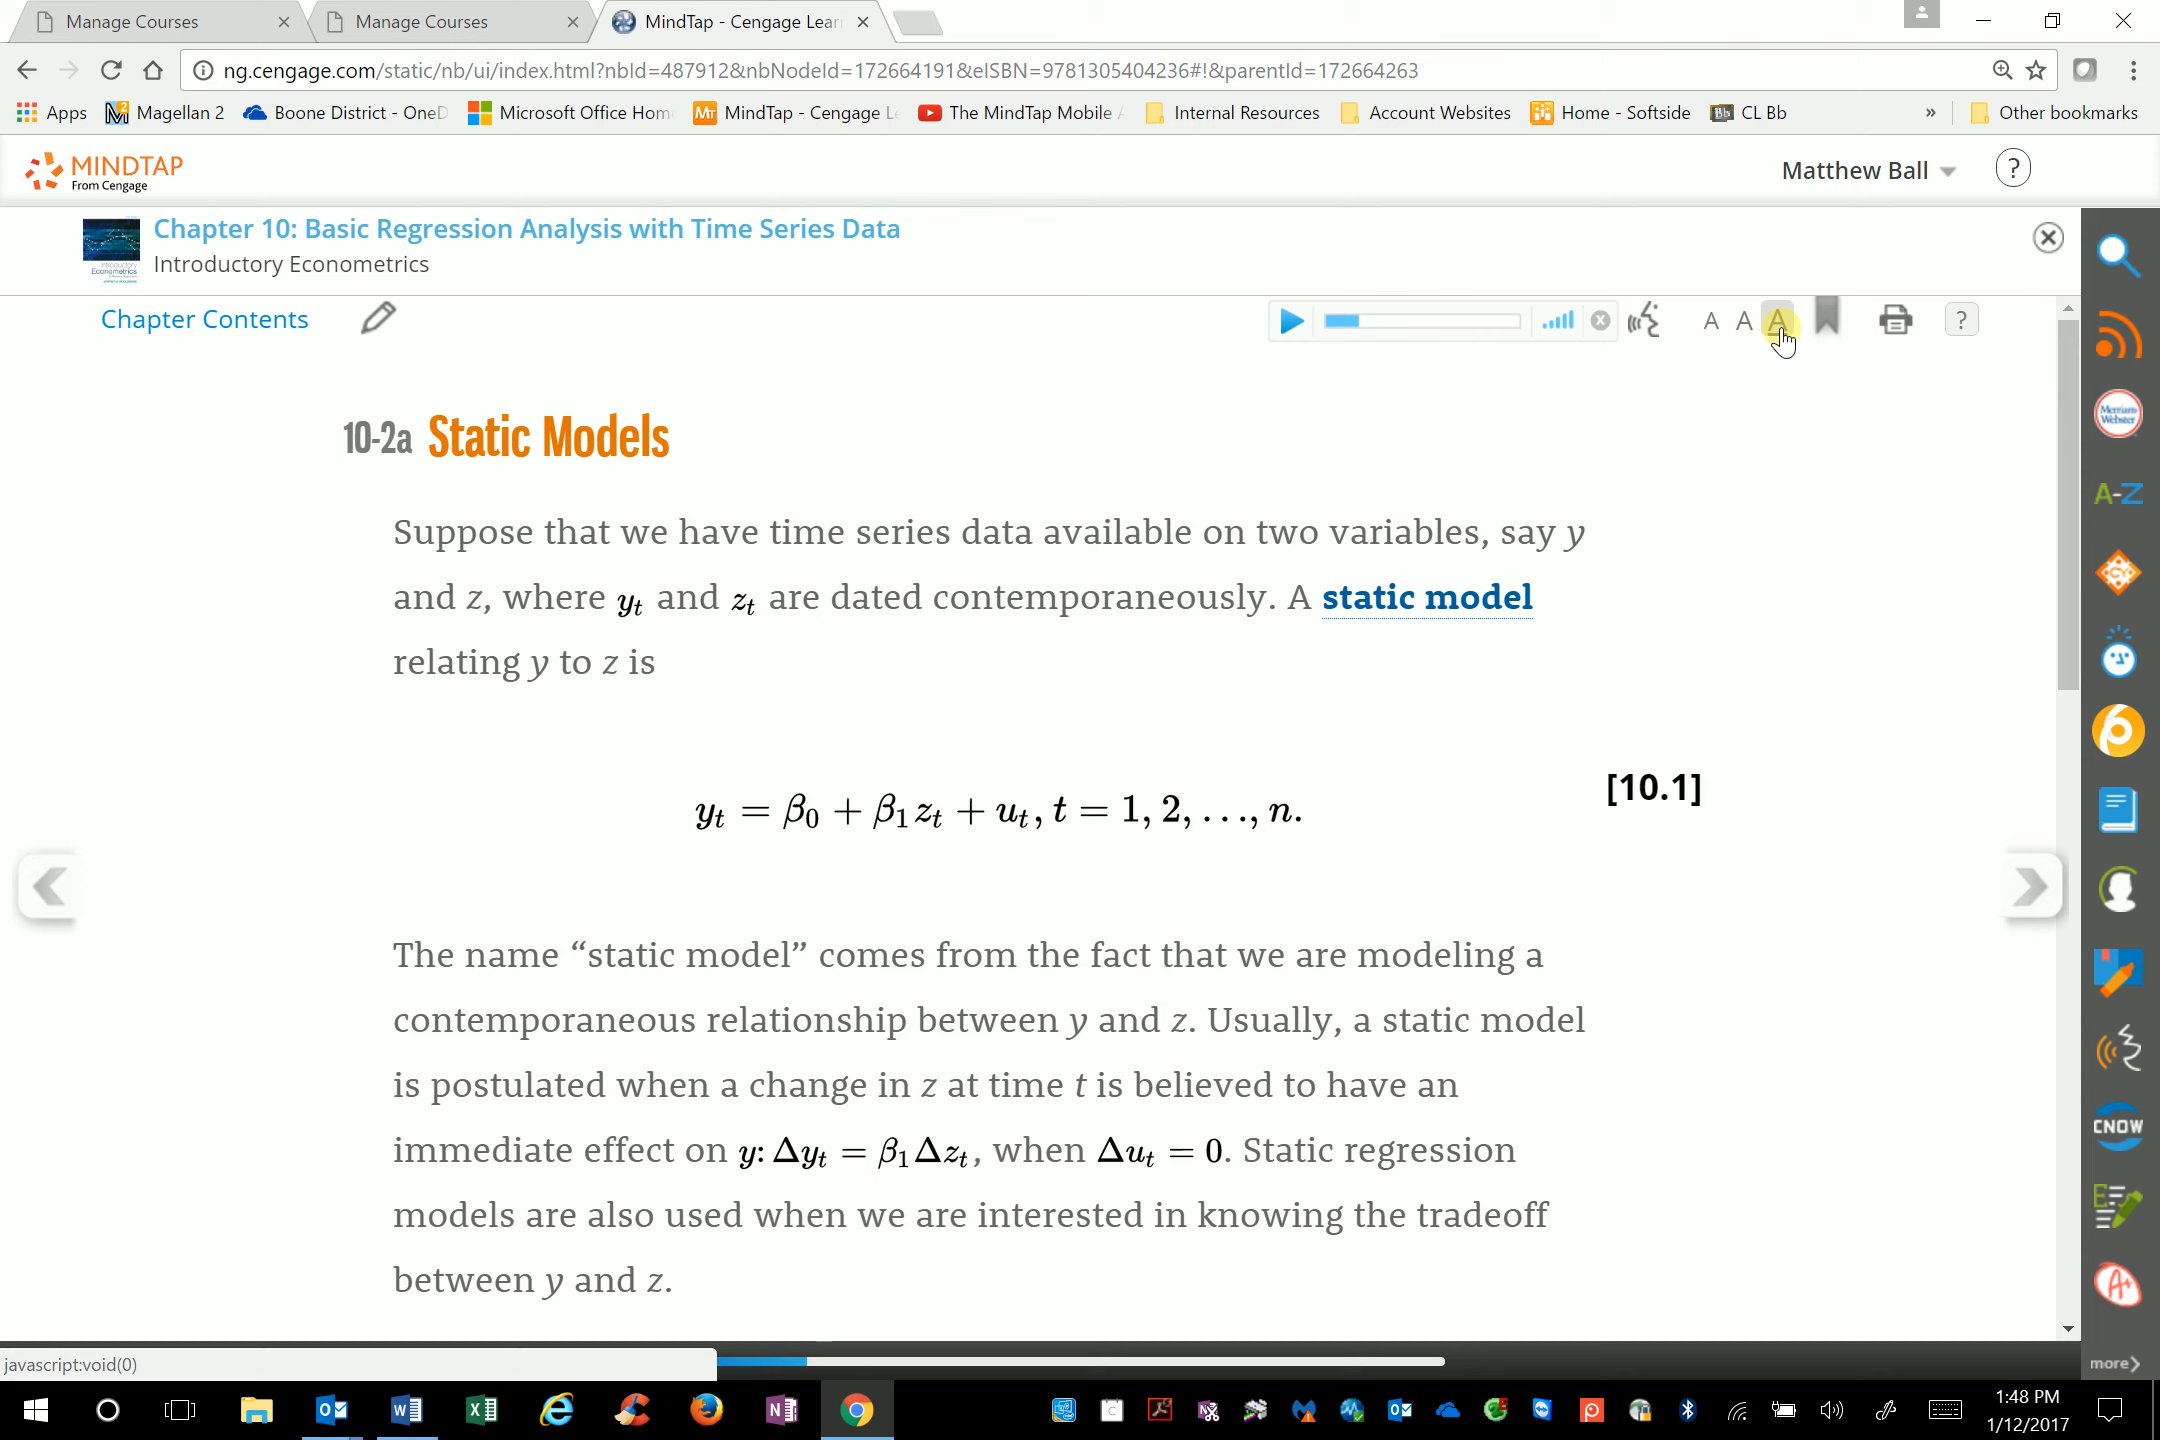 Manage Courses
Manage Courses
MindTap - Cengage Lear
ng.cengage.com/static/nb/ui/index.html?nbId=487912&nbNodeId=172664191&eISBN=9781305404236#!&parentId=172664263
Apps Magellan 2 Boone District - OneD Microsoft Office Hom MindTap - Cengage Le The MindTap Mobile A Internal Resources Account Websites Home - Softside CL Bb » Other bookmarks
MINDTAP
From Cengage
Matthew Ball ?
Chapter 10: Basic Regression Analysis with Time Series Data
Introductory Econometrics
Chapter Contents
A A A ?
10-2a Static Models
Suppose that we have time series data available on two variables, say y
and z, where yₜ and zₜ are dated contemporaneously. A static model
relating y to z is
yₜ = β₀ + β₁zₜ + uₜ, t = 1, 2, . . ., n.
[10.1]
The name “static model” comes from the fact that we are modeling a
contemporaneous relationship between y and z. Usually, a static model
is postulated when a change in z at time t is believed to have an
immediate effect on y: Δyₜ = β₁Δzₜ, when Δuₜ = 0. Static regression
models are also used when we are interested in knowing the tradeoff
between y and z.
Merriam-
Webster
A-Z
CNOW
A+
more
javascript:void(0)
1:48 PM
1/12/2017